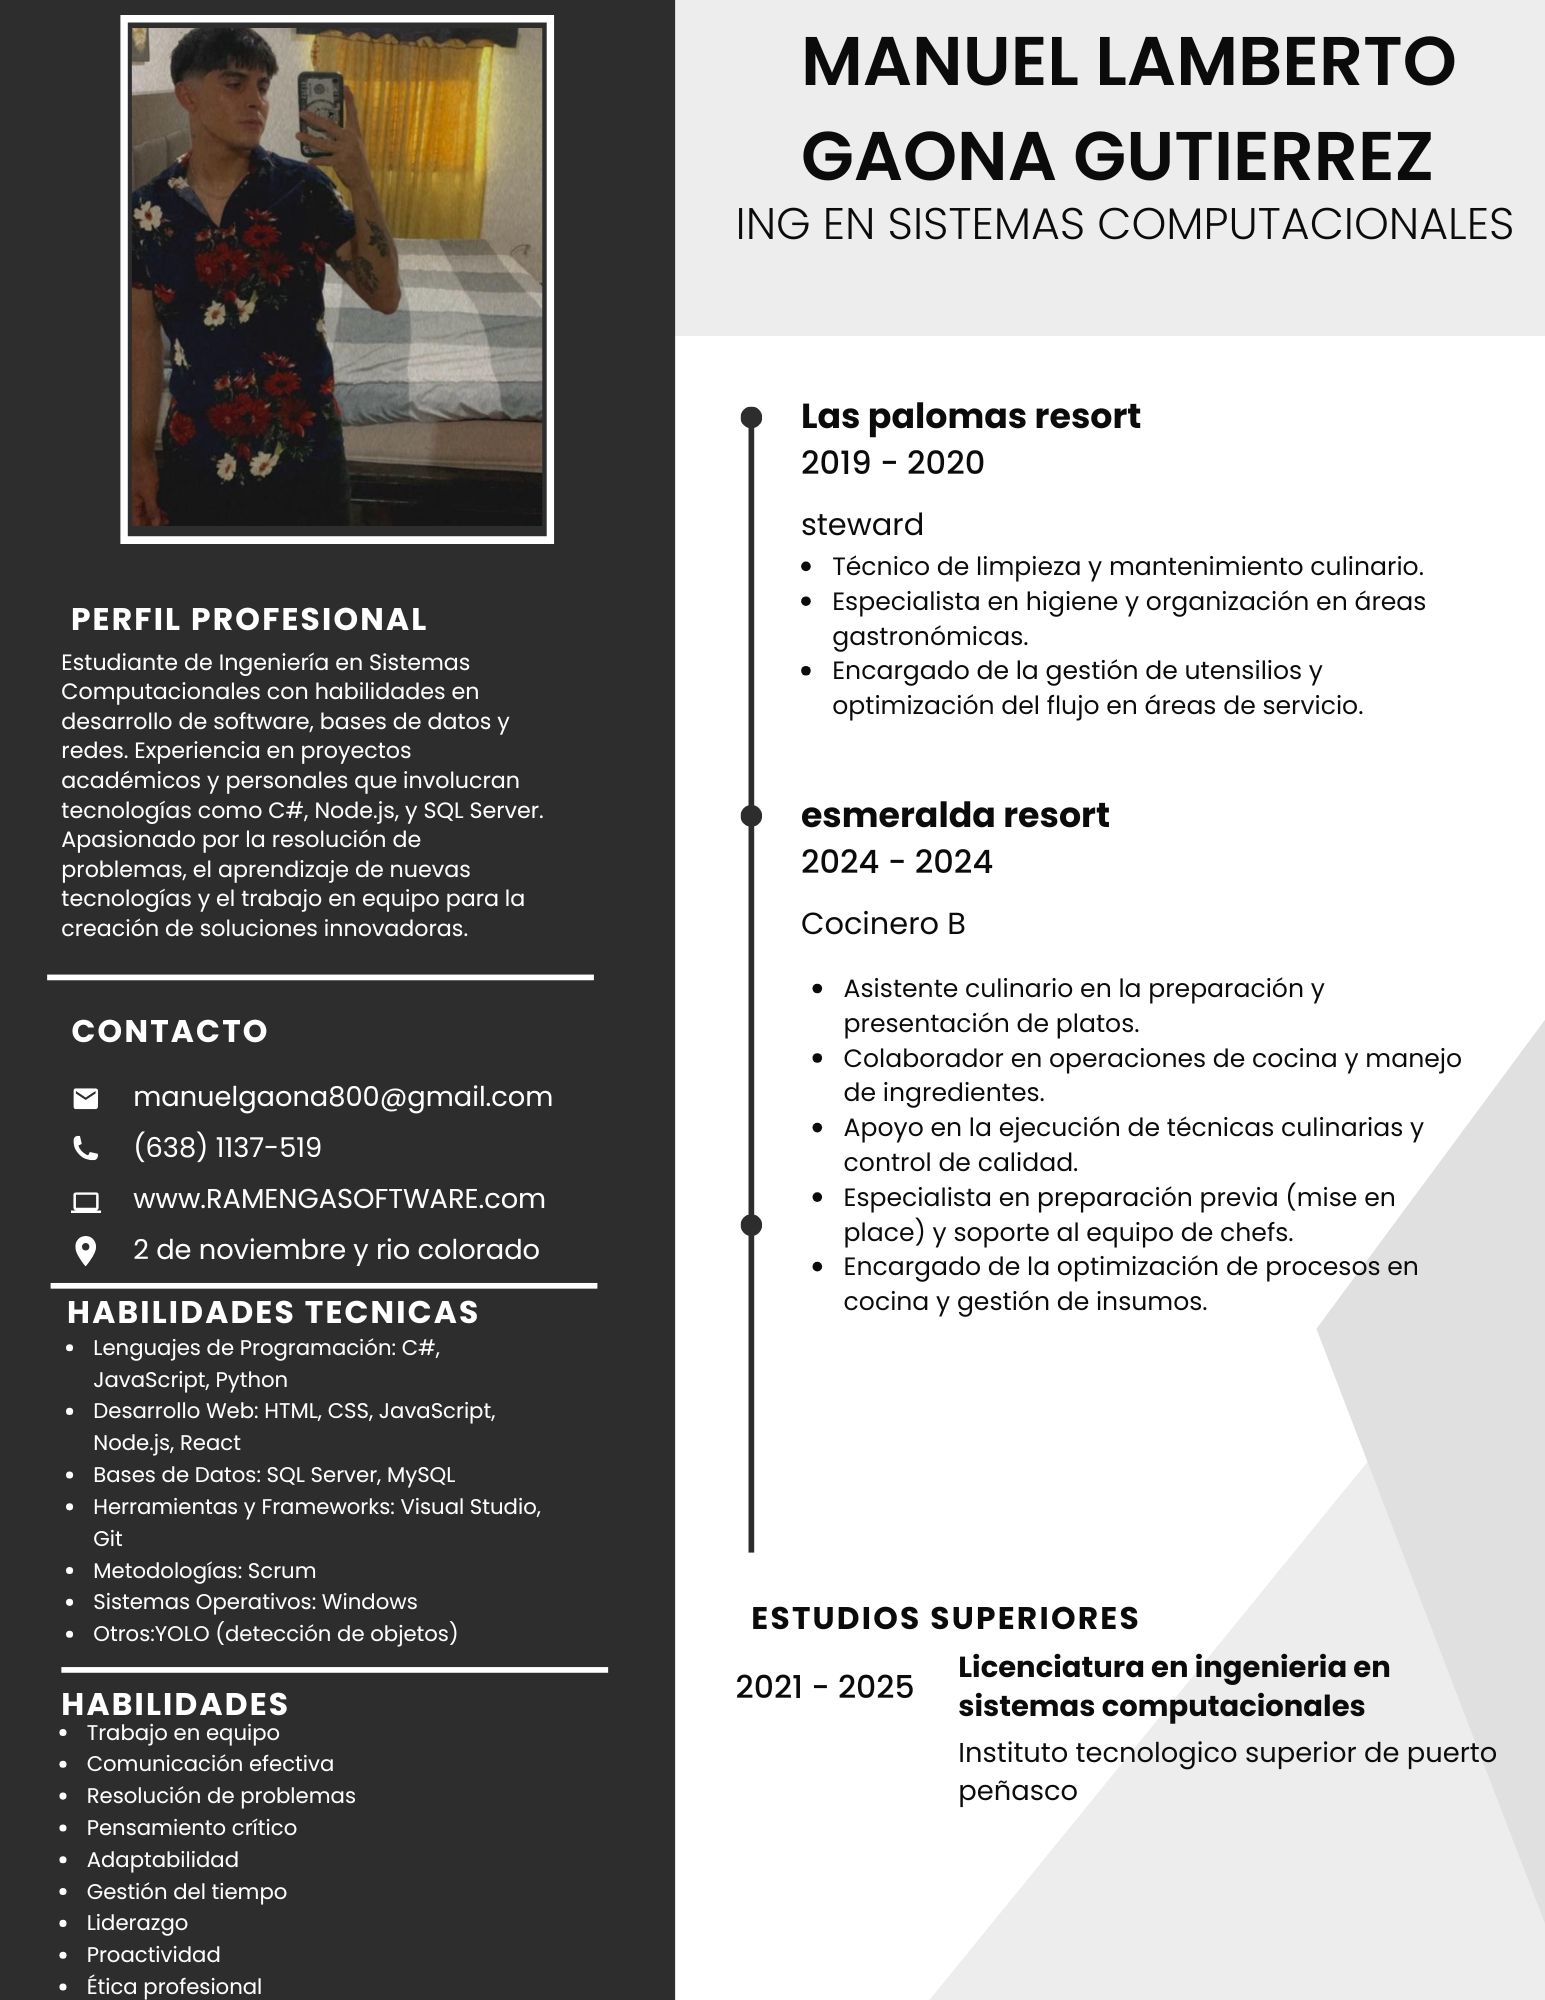 MANUEL LAMBERTO
GAONA GUTIERREZ
ING EN SISTEMAS COMPUTACIONALES
PERFIL PROFESIONAL
Estudiante de Ingeniería en Sistemas
Computacionales con habilidades en
desarrollo de software, bases de datos y
redes. Experiencia en proyectos
académicos y personales que involucran
tecnologías como C#, Node.js, y SQL Server.
Apasionado por la resolución de
problemas, el aprendizaje de nuevas
tecnologías y el trabajo en equipo para la
creación de soluciones innovadoras.
CONTACTO
manuelgaona800@gmail.com
(638) 1137-519
www.RAMENGASOFTWARE.com
2 de noviembre y rio colorado
HABILIDADES TECNICAS
• Lenguajes de Programación: C#,
JavaScript, Python
• Desarrollo Web: HTML, CSS, JavaScript,
Node.js, React
• Bases de Datos: SQL Server, MySQL
• Herramientas y Frameworks: Visual Studio,
Git
• Metodologías: Scrum
• Sistemas Operativos: Windows
• Otros:YOLO (detección de objetos)
HABILIDADES
• Trabajo en equipo
• Comunicación efectiva
• Resolución de problemas
• Pensamiento crítico
• Adaptabilidad
• Gestión del tiempo
• Liderazgo
• Proactividad
• Ética profesional
Las palomas resort
2019 - 2020
steward
• Técnico de limpieza y mantenimiento culinario.
• Especialista en higiene y organización en áreas
gastronómicas.
• Encargado de la gestión de utensilios y
optimización del flujo en áreas de servicio.
esmeralda resort
2024 - 2024
Cocinero B
• Asistente culinario en la preparación y
presentación de platos.
• Colaborador en operaciones de cocina y manejo
de ingredientes.
• Apoyo en la ejecución de técnicas culinarias y
control de calidad.
• Especialista en preparación previa (mise en
place) y soporte al equipo de chefs.
• Encargado de la optimización de procesos en
cocina y gestión de insumos.
ESTUDIOS SUPERIORES
2021 - 2025
Licenciatura en ingenieria en
sistemas computacionales
Instituto tecnologico superior de puerto
peñasco